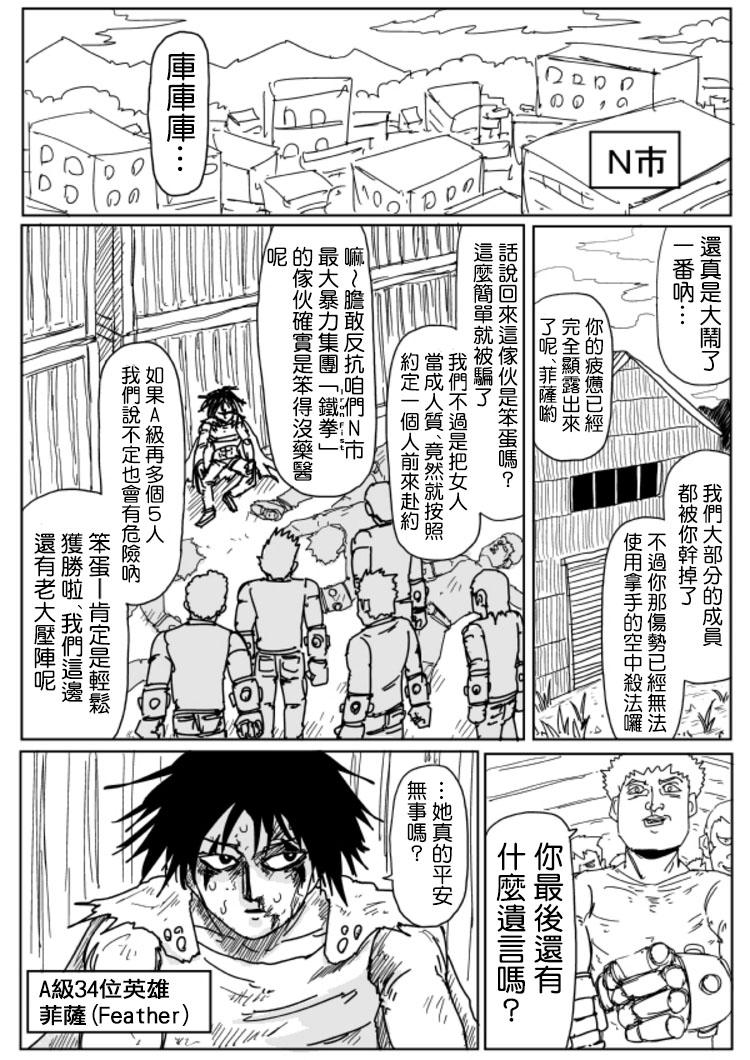 N市
庫庫庫…
還真是大鬧了
一番吶…
你的疲憊已經
完全顯露出來
了呢、菲薩喲
我們大部分的成員
都被你幹掉了
不過你那傷勢已經無法
使用拿手的空中殺法囉
話說回來這傢伙是笨蛋嗎?
這麼簡單就被騙了
我們不過是把女人
當成人質、竟然就按照
約定一個人前來赴約
嘛~膽敢反抗咱們N市
Iron Fist
最大暴力集團「鐵拳」
的傢伙確實是笨得沒藥醫
呢
如果A級再多個5人
我們說不定也會有危險吶
笨蛋ー肯定是輕鬆
獲勝啦、我們這邊
還有老大壓陣呢
你最後還有
什麼遺言嗎?
…她真的平安
無事嗎?
A級34位英雄
菲薩(Feather)